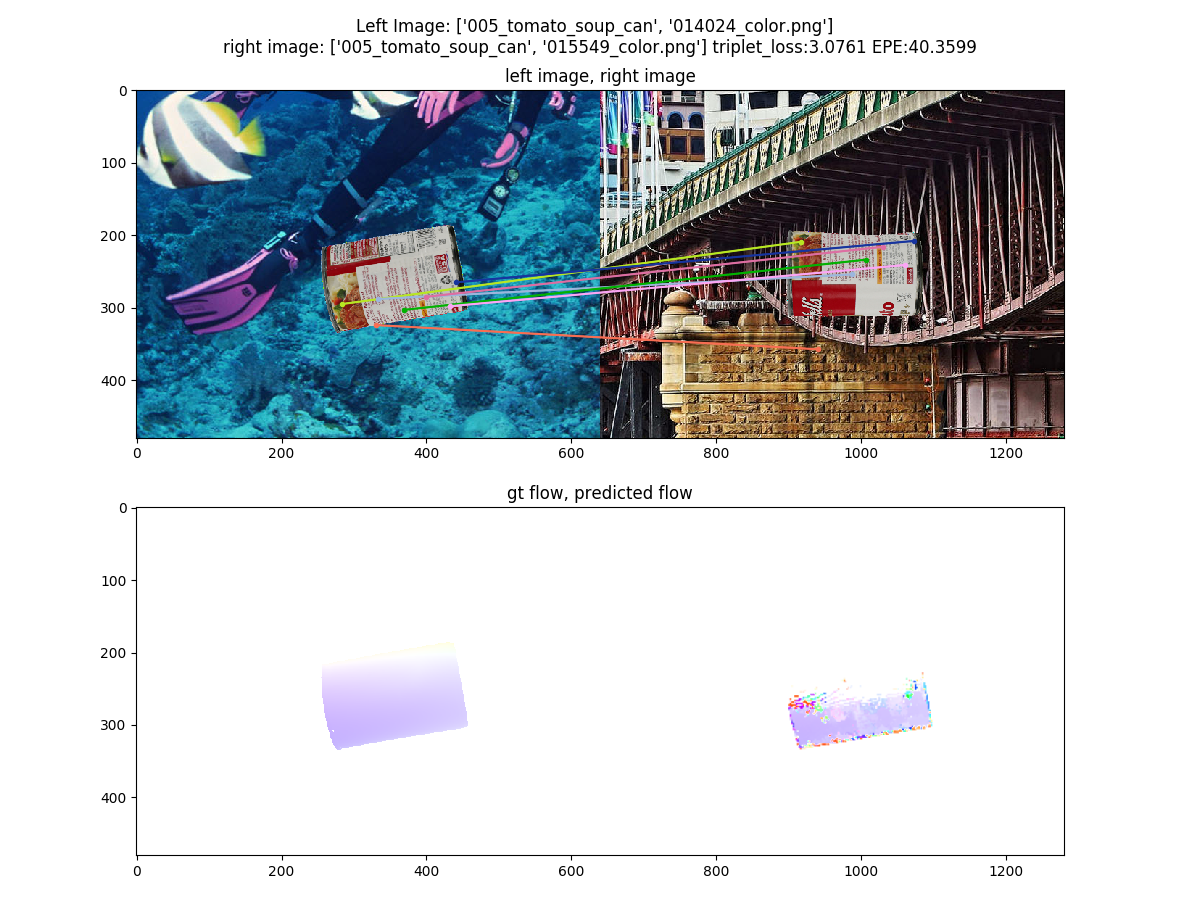 Left Image: ['005_tomato_soup_can', '014024_color.png']
right image: ['005_tomato_soup_can', '015549_color.png'] triplet_loss:3.0761 EPE:40.3599
left image, right image
0
100
200
300
400
0 200 400 600 800 1000 1200
gt flow, predicted flow
0
100
200
300
400
0 200 400 600 800 1000 1200